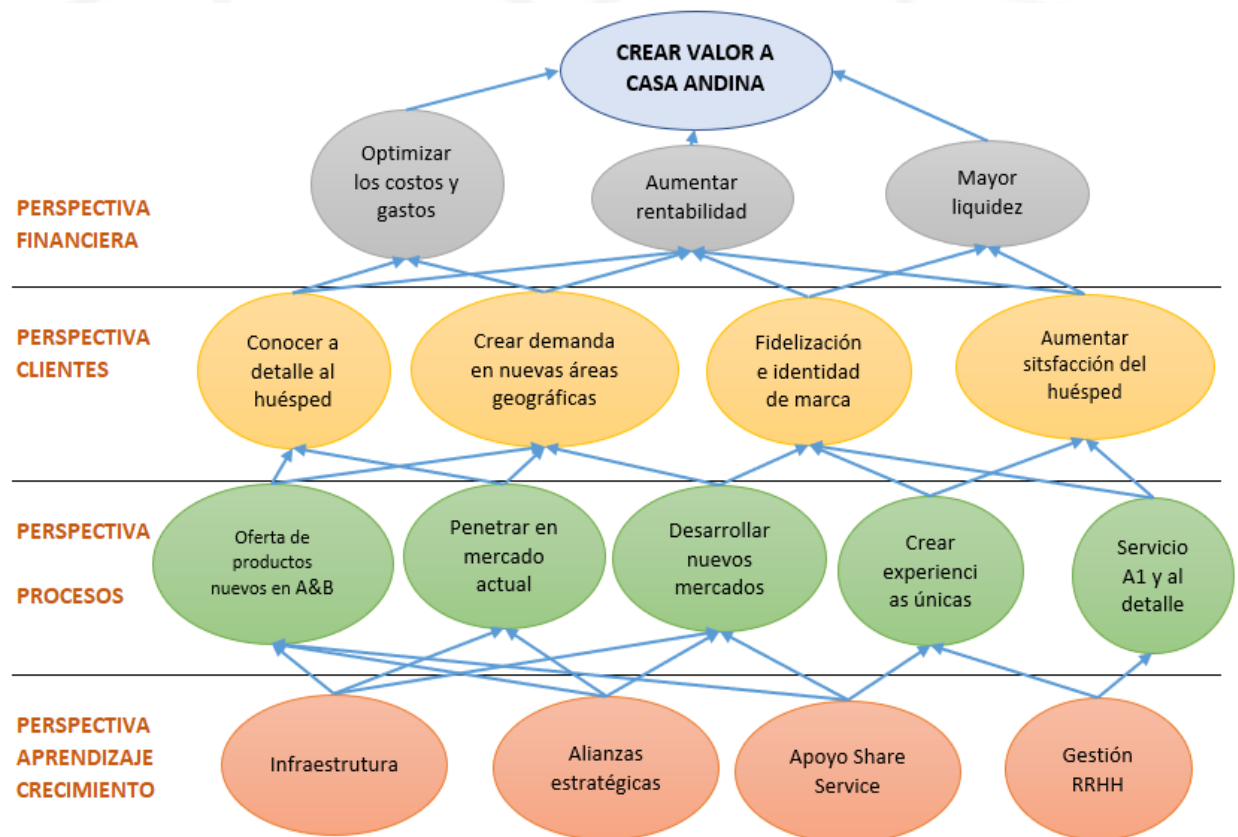 CREAR VALOR A
CASA ANDINA
Optimizar
los costos y
gastos
Aumentar
rentabilidad
Mayor
liquidez
PERSPECTIVA
FINANCIERA
PERSPECTIVA
CLIENTES
Conocer a
detalle al
huésped
Crear demanda
en nuevas áreas
geográficas
Fidelización
e identidad
de marca
Aumentar
sitsfacción del
huésped
PERSPECTIVA
PROCESOS
Oferta de
productos
nuevos en A&B
Penetrar en
mercado
actual
Desarrollar
nuevos
mercados
Crear
experienci
as únicas
Servicio
A1 y al
detalle
PERSPECTIVA
APRENDIZAJE
CRECIMIENTO
Infraestrutura
Alianzas
estratégicas
Apoyo Share
Service
Gestión
RRHH